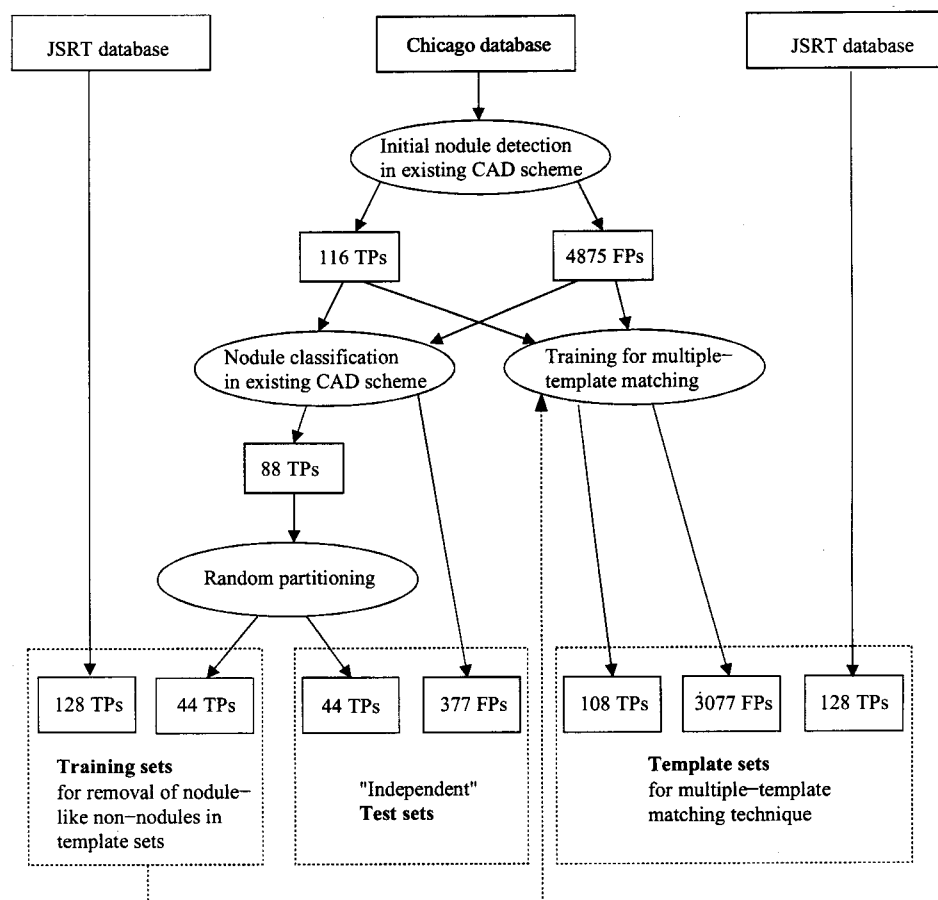 JSRT database
Chicago database
JSRT database
Initial nodule detection
in existing CAD scheme
116 TPs
4875 FPs
Nodule classification
in existing CAD scheme
Training for multiple−
template matching
88 TPs
Random partitioning
128 TPs
44 TPs
44 TPs
377 FPs
108 TPs
3077 FPs
128 TPs
Training sets
for removal of nodule−
like non−nodules in
template sets
"Independent"
Test sets
Template sets
for multiple−template
matching technique